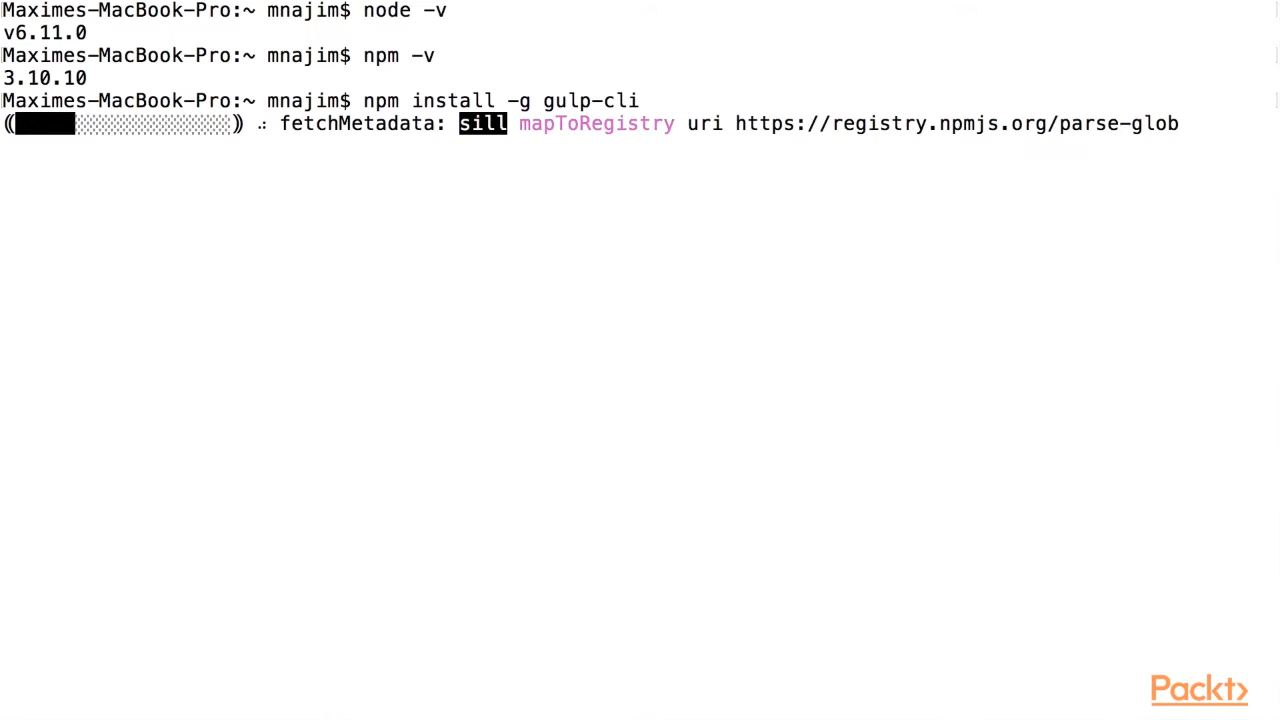 Maximes-MacBook-Pro:~ mnajim$ node -v
v6.11.0
Maximes-MacBook-Pro:~ mnajim$ npm -v
3.10.10
Maximes-MacBook-Pro:~ mnajim$ npm install -g gulp-cli
(██████░░░░░░░░░░░░░░░░) ⠴ fetchMetadata: sill mapToRegistry uri https://registry.npmjs.org/parse-glob
Packt>